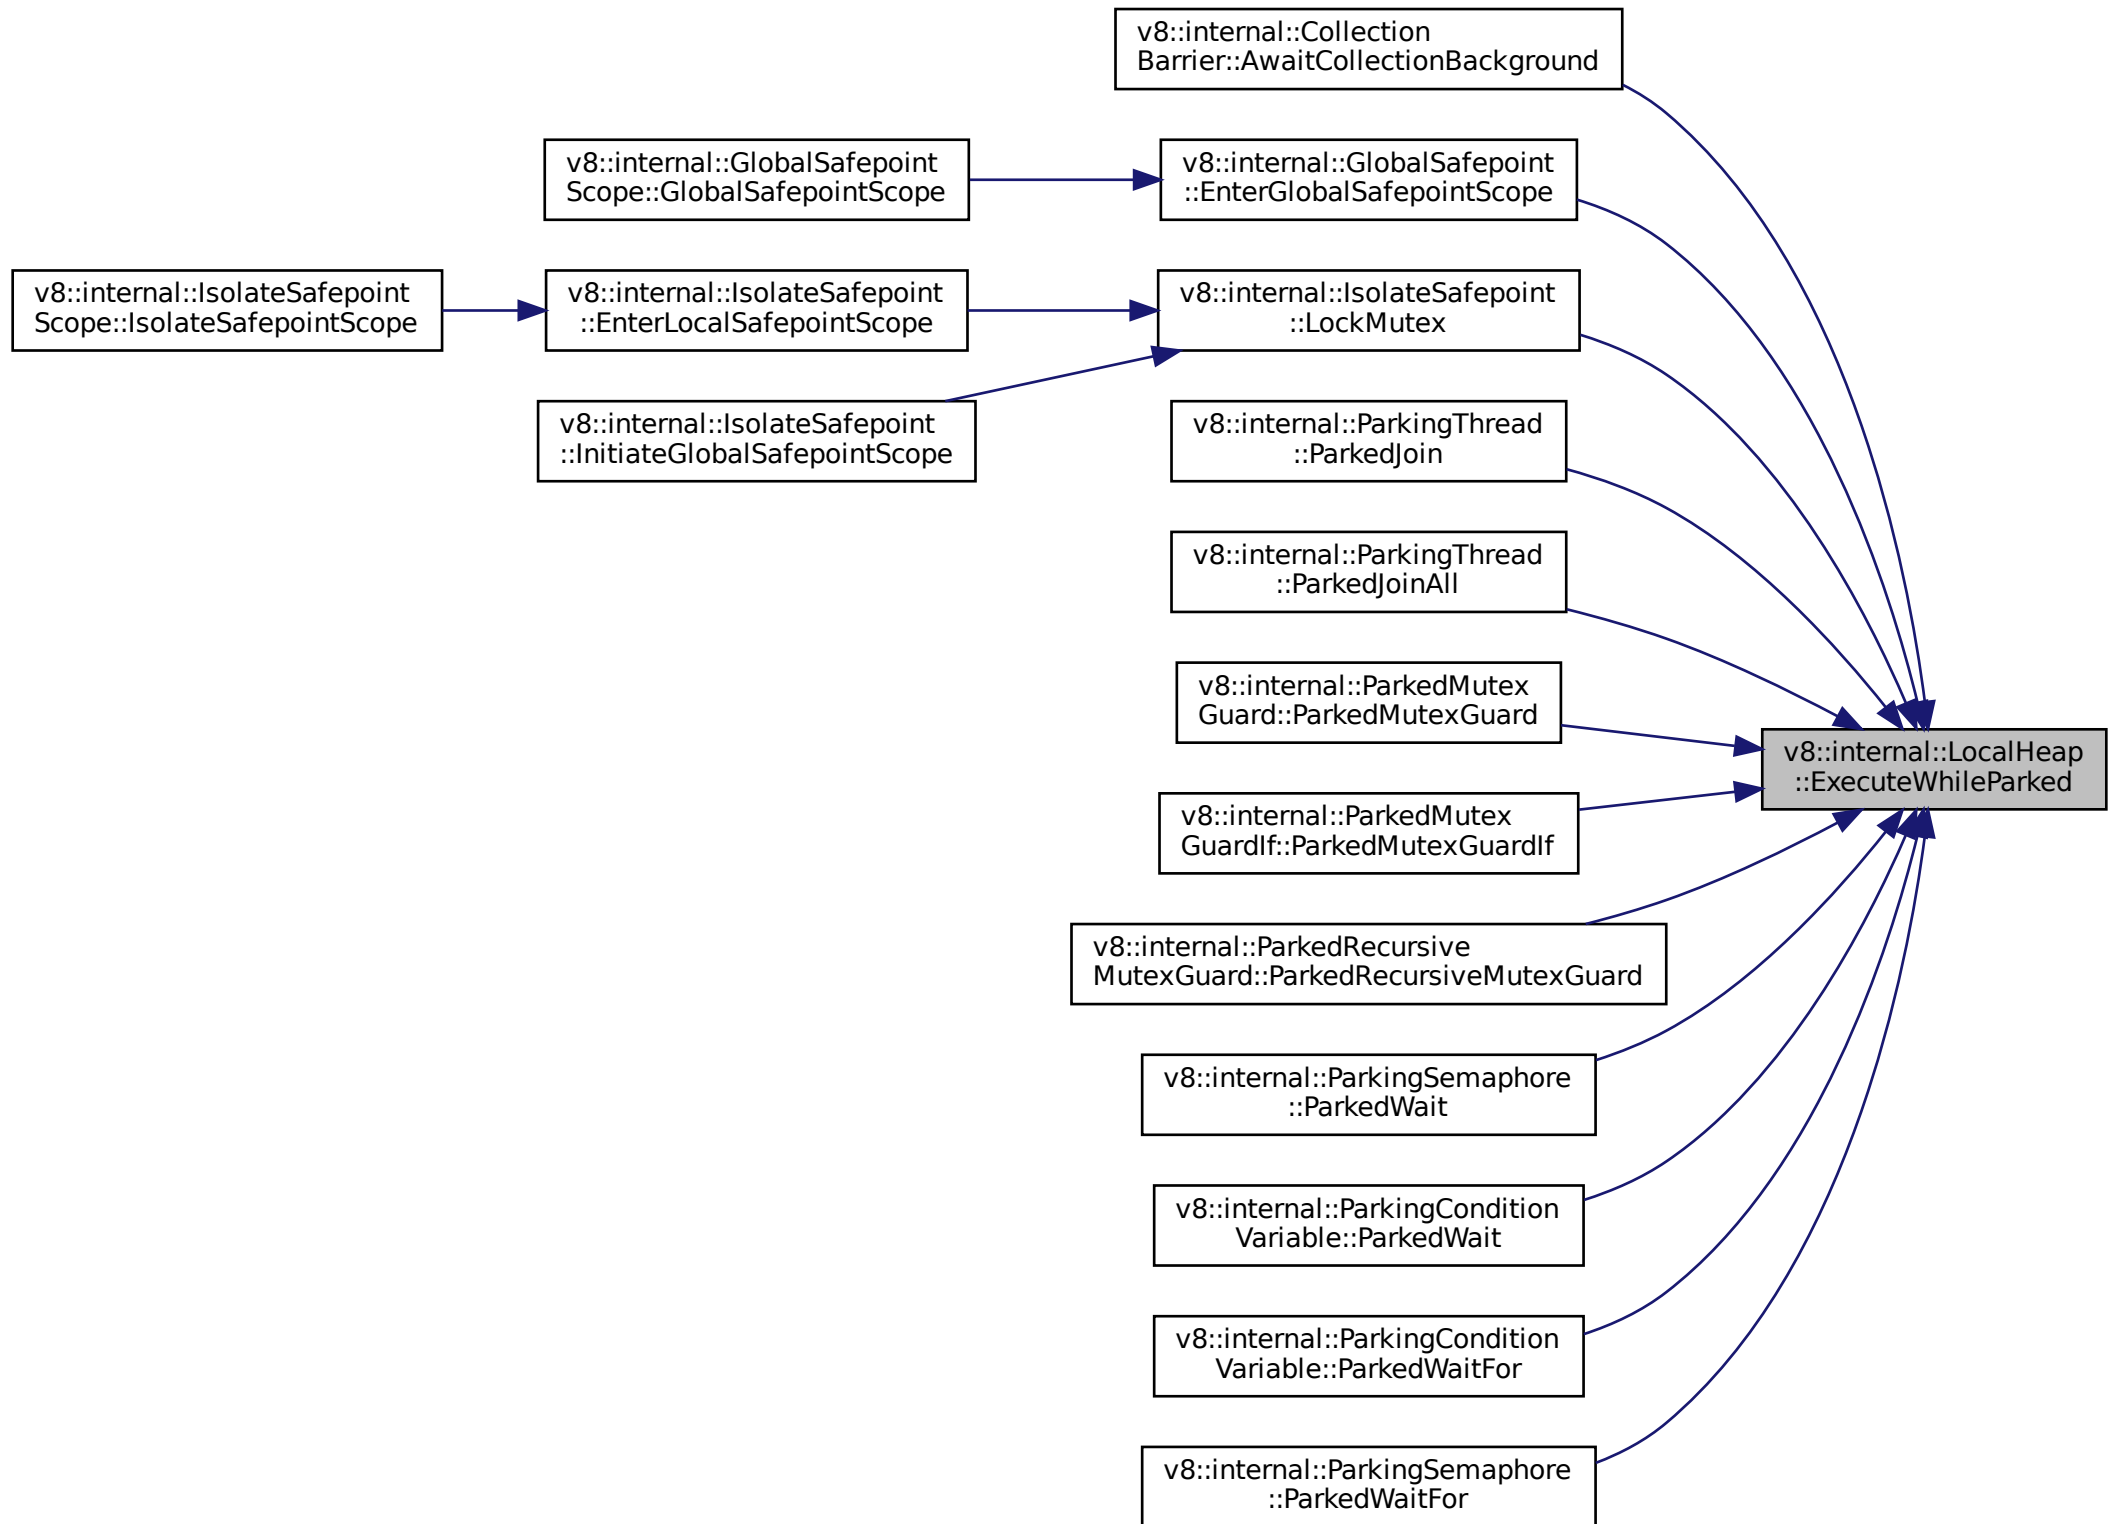 v8::internal::Collection
Barrier::AwaitCollectionBackground
v8::internal::GlobalSafepoint
Scope::GlobalSafepointScope
v8::internal::GlobalSafepoint
::EnterGlobalSafepointScope
v8::internal::IsolateSafepoint
Scope::IsolateSafepointScope
v8::internal::IsolateSafepoint
::EnterLocalSafepointScope
v8::internal::IsolateSafepoint
::LockMutex
v8::internal::IsolateSafepoint
::InitiateGlobalSafepointScope
v8::internal::ParkingThread
::ParkedJoin
v8::internal::ParkingThread
::ParkedJoinAll
v8::internal::ParkedMutex
Guard::ParkedMutexGuard
v8::internal::LocalHeap
::ExecuteWhileParked
v8::internal::ParkedMutex
GuardIf::ParkedMutexGuardIf
v8::internal::ParkedRecursive
MutexGuard::ParkedRecursiveMutexGuard
v8::internal::ParkingSemaphore
::ParkedWait
v8::internal::ParkingCondition
Variable::ParkedWait
v8::internal::ParkingCondition
Variable::ParkedWaitFor
v8::internal::ParkingSemaphore
::ParkedWaitFor